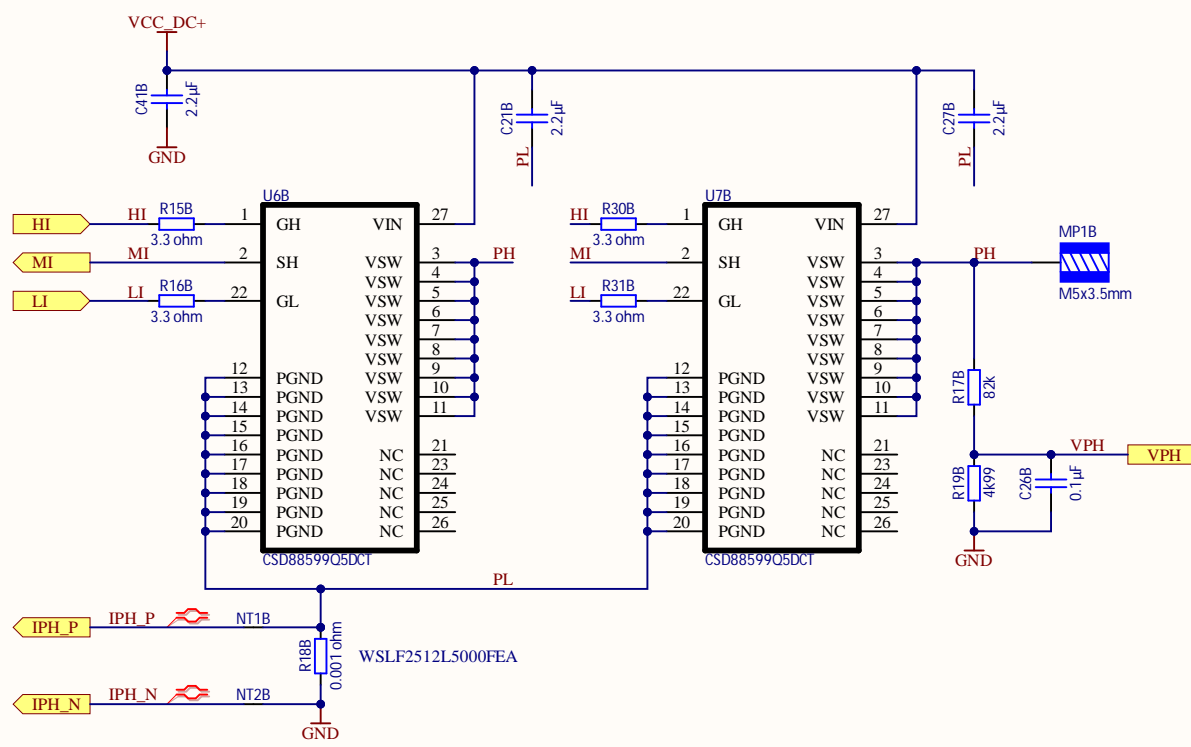 VCC_DC+
C41B
2.2µF
GND
C21B
2.2µF
PL
C27B
2.2µF
PL
U6B
U7B
HI
HI
R15B
3.3 ohm
1
GH
VIN
27
MI
MI
2
SH
VSW
3
PH
VSW
4
LI
LI
R16B
3.3 ohm
22
GL
VSW
5
VSW
6
VSW
7
VSW
8
12
PGND
VSW
9
13
PGND
VSW
10
14
PGND
VSW
11
15
PGND
16
PGND
NC
21
17
PGND
NC
23
18
PGND
NC
24
19
PGND
NC
25
20
PGND
NC
26
CSD88599Q5DCT
HI
R30B
3.3 ohm
1
GH
VIN
27
MI
2
SH
VSW
3
PH
VSW
4
LI
R31B
3.3 ohm
22
GL
VSW
5
VSW
6
VSW
7
VSW
8
12
PGND
VSW
9
13
PGND
VSW
10
14
PGND
VSW
11
15
PGND
16
PGND
NC
21
17
PGND
NC
23
18
PGND
NC
24
19
PGND
NC
25
20
PGND
NC
26
CSD88599Q5DCT
MP1B
M5x3.5mm
R17B
82k
VPH
VPH
R19B
4k99
C26B
0.1µF
GND
PL
IPH_P
IPH_P
NT1B
R18B
0.001 ohm
WSLF2512L5000FEA
IPH_N
IPH_N
NT2B
GND